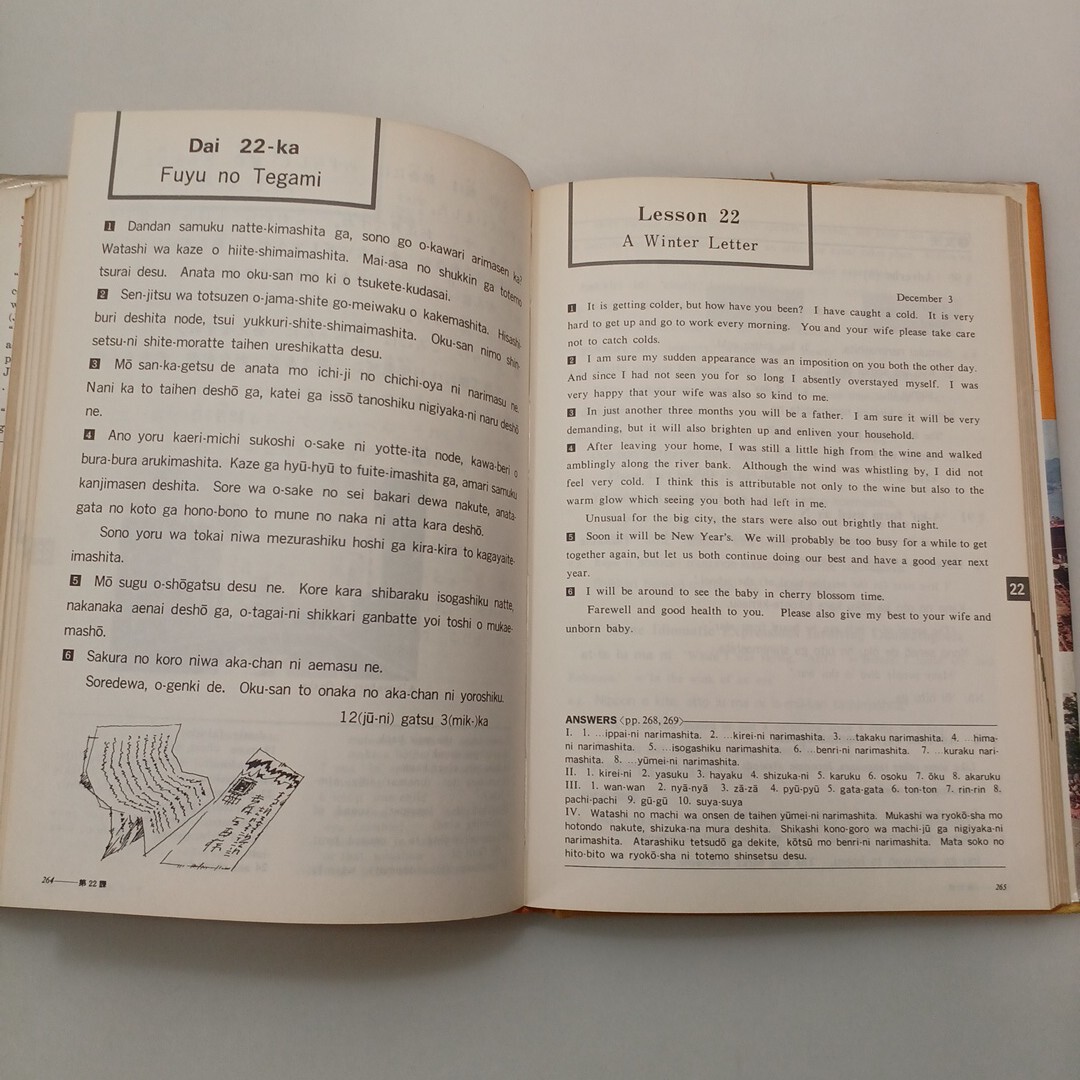 Dai 22-ka
Fuyu no Tegami
1 Dandan samuku natte-kimashita ga, sono go o-kawari arimasen ka?
Watashi wa kaze o hiite-shimaimashita. Mai-asa no shukkin ga totemo
tsurai desu. Anata mo oku-san mo ki o tsukete-kudasai.
2 Sen-jitsu wa totsuzen o-jama-shite go-meiwaku o kakemashita. Hisashi-
buri deshita node, tsui yukkuri-shite-shimaimashita. Oku-san nimo shin-
setsu-ni shite-moratte taihen ureshikatta desu.
3 Mō san-ka-getsu de anata mo ichi-ji no chichi-oya ni narimasu ne.
Nani ka to taihen deshō ga, katei ga issō tanoshiku nigiyaka-ni naru deshō
ne.
4 Ano yoru kaeri-michi sukoshi o-sake ni yotte-ita node, kawa-beri o
bura-bura arukimashita. Kaze ga hyū-hyū to fuite-imashita ga, amari samuku
kanjimasen deshita. Sore wa o-sake no sei bakari dewa nakute, anata-
gata no koto ga hono-bono to mune no naka ni atta kara deshō.
Sono yoru wa tokai niwa mezurashiku hoshi ga kira-kira to kagayaite-
imashita.
5 Mō sugu o-shōgatsu desu ne. Kore kara shibaraku isogashiku natte,
nakanaka aenai deshō ga, o-tagai-ni shikkari ganbatte yoi toshi o mukae-
mashō.
6 Sakura no koro niwa aka-chan ni aemasu ne.
Soredewa, o-genki de. Oku-san to onaka no aka-chan ni yoroshiku.
12(jū-ni) gatsu 3(mik-)ka
264——第22課
Lesson 22
A Winter Letter
December 3
1 It is getting colder, but how have you been? I have caught a cold. It is very
hard to get up and go to work every morning. You and your wife please take care
not to catch colds.
2 I am sure my sudden appearance was an imposition on you both the other day.
And since I had not seen you for so long I absently overstayed myself. I was
very happy that your wife was also so kind to me.
3 In just another three months you will be a father. I am sure it will be very
demanding, but it will also brighten up and enliven your household.
4 After leaving your home, I was still a little high from the wine and walked
amblingly along the river bank. Although the wind was whistling by, I did not
feel very cold. I think this is attributable not only to the wine but also to the
warm glow which seeing you both had left in me.
Unusual for the big city, the stars were also out brightly that night.
5 Soon it will be New Year's. We will probably be too busy for a while to get
together again, but let us both continue doing our best and have a good year next
year.
6 I will be around to see the baby in cherry blossom time.
Farewell and good health to you. Please also give my best to your wife and
unborn baby.
22
ANSWERS 〈pp. 268, 269〉
I. 1. …ippai-ni narimashita. 2. …kirei-ni narimashita. 3. …takaku narimashita. 4. …hima-
ni narimashita. 5. …isogashiku narimashita. 6. …benri-ni narimashita. 7. …kuraku nari-
mashita. 8. …yūmei-ni narimashita.
II. 1. kirei-ni 2. yasuku 3. hayaku 4. shizuka-ni 5. karuku 6. osoku 7. ōku 8. akaruku
III. 1. wan-wan 2. nyā-nyā 3. zā-zā 4. pyū-pyū 5. gata-gata 6. ton-ton 7. rin-rin 8.
pachi-pachi 9. gū-gū 10. suya-suya
IV. Watashi no machi wa onsen de taihen yūmei-ni narimashita. Mukashi wa ryokō-sha mo
hotondo nakute, shizuka-na mura deshita. Shikashi kono-goro wa machi-jū ga nigiyaka-ni
narimashita. Atarashiku tetsudō ga dekite, kōtsū mo benri-ni narimashita. Mata soko no
hito-bito wa ryokō-sha ni totemo shinsetsu desu.
265